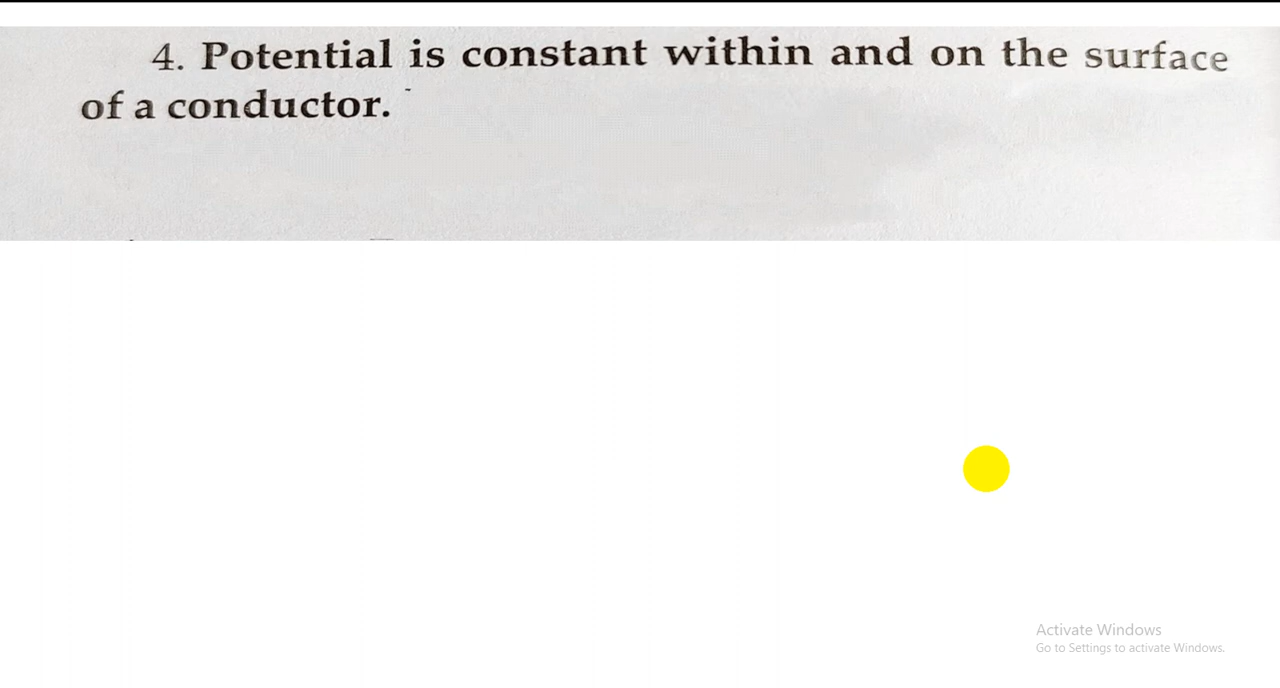 4. Potential is constant within and on the surface
of a conductor.
Activate Windows
Go to Settings to activate Windows.